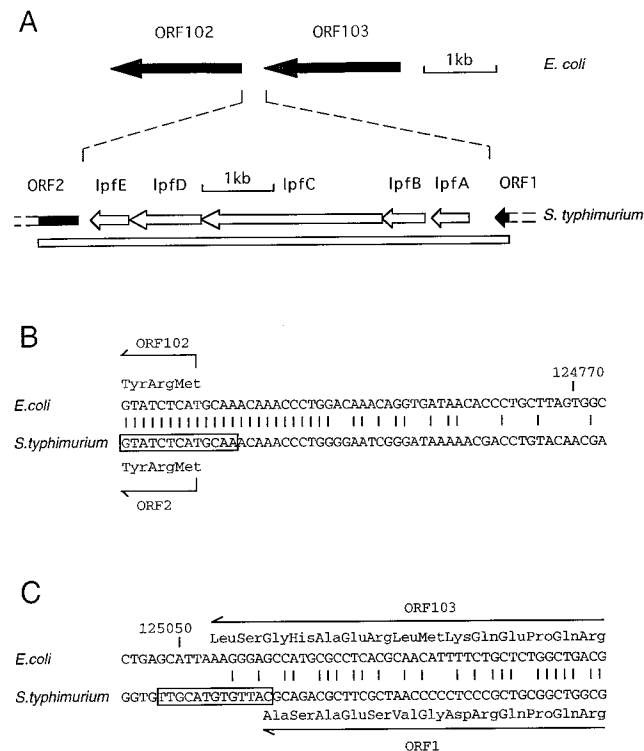 A
ORF102 ORF103
1kb E. coli
ORF2 lpfE lpfD 1kb lpfC lpfB lpfA ORF1
S. typhimurium
B
ORF102
124770
TyrArgMet
E.coli GTATCTCATGCAAACAAACCCTGGACAAACAGGTGATAACACCCTGCTTAGTGGC
S.typhimurium GTATCTCATGCAAACAAACCCTGGGGAATCGGGATAAAAACGACCTGTACAACGA
TyrArgMet
ORF2
C
ORF103
125050
LeuSerGlyHisAlaGluArgLeuMetLysGlnGluProGlnArg
E.coli CTGAGCATTAAAGGGAGCCATGCGCCTCACGCAACATTTTCTGCTCTGGCTGACG
S.typhimurium GGTGTTGCATGTGTTACGCAGACGCTTCGCTAACCCCCTCCCGCTGCGGCTGGCG
AlaSerAlaGluSerValGlyAspArgGlnProGlnArg
ORF1